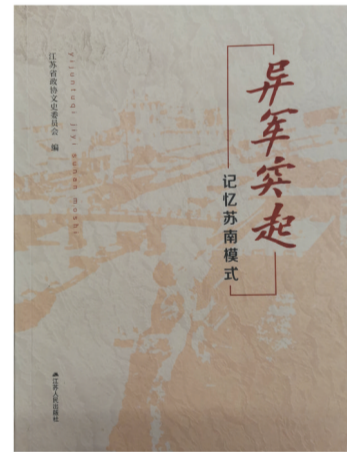 异军突起
记忆苏南模式
江苏省政协文史委员会 编
江苏人民出版社